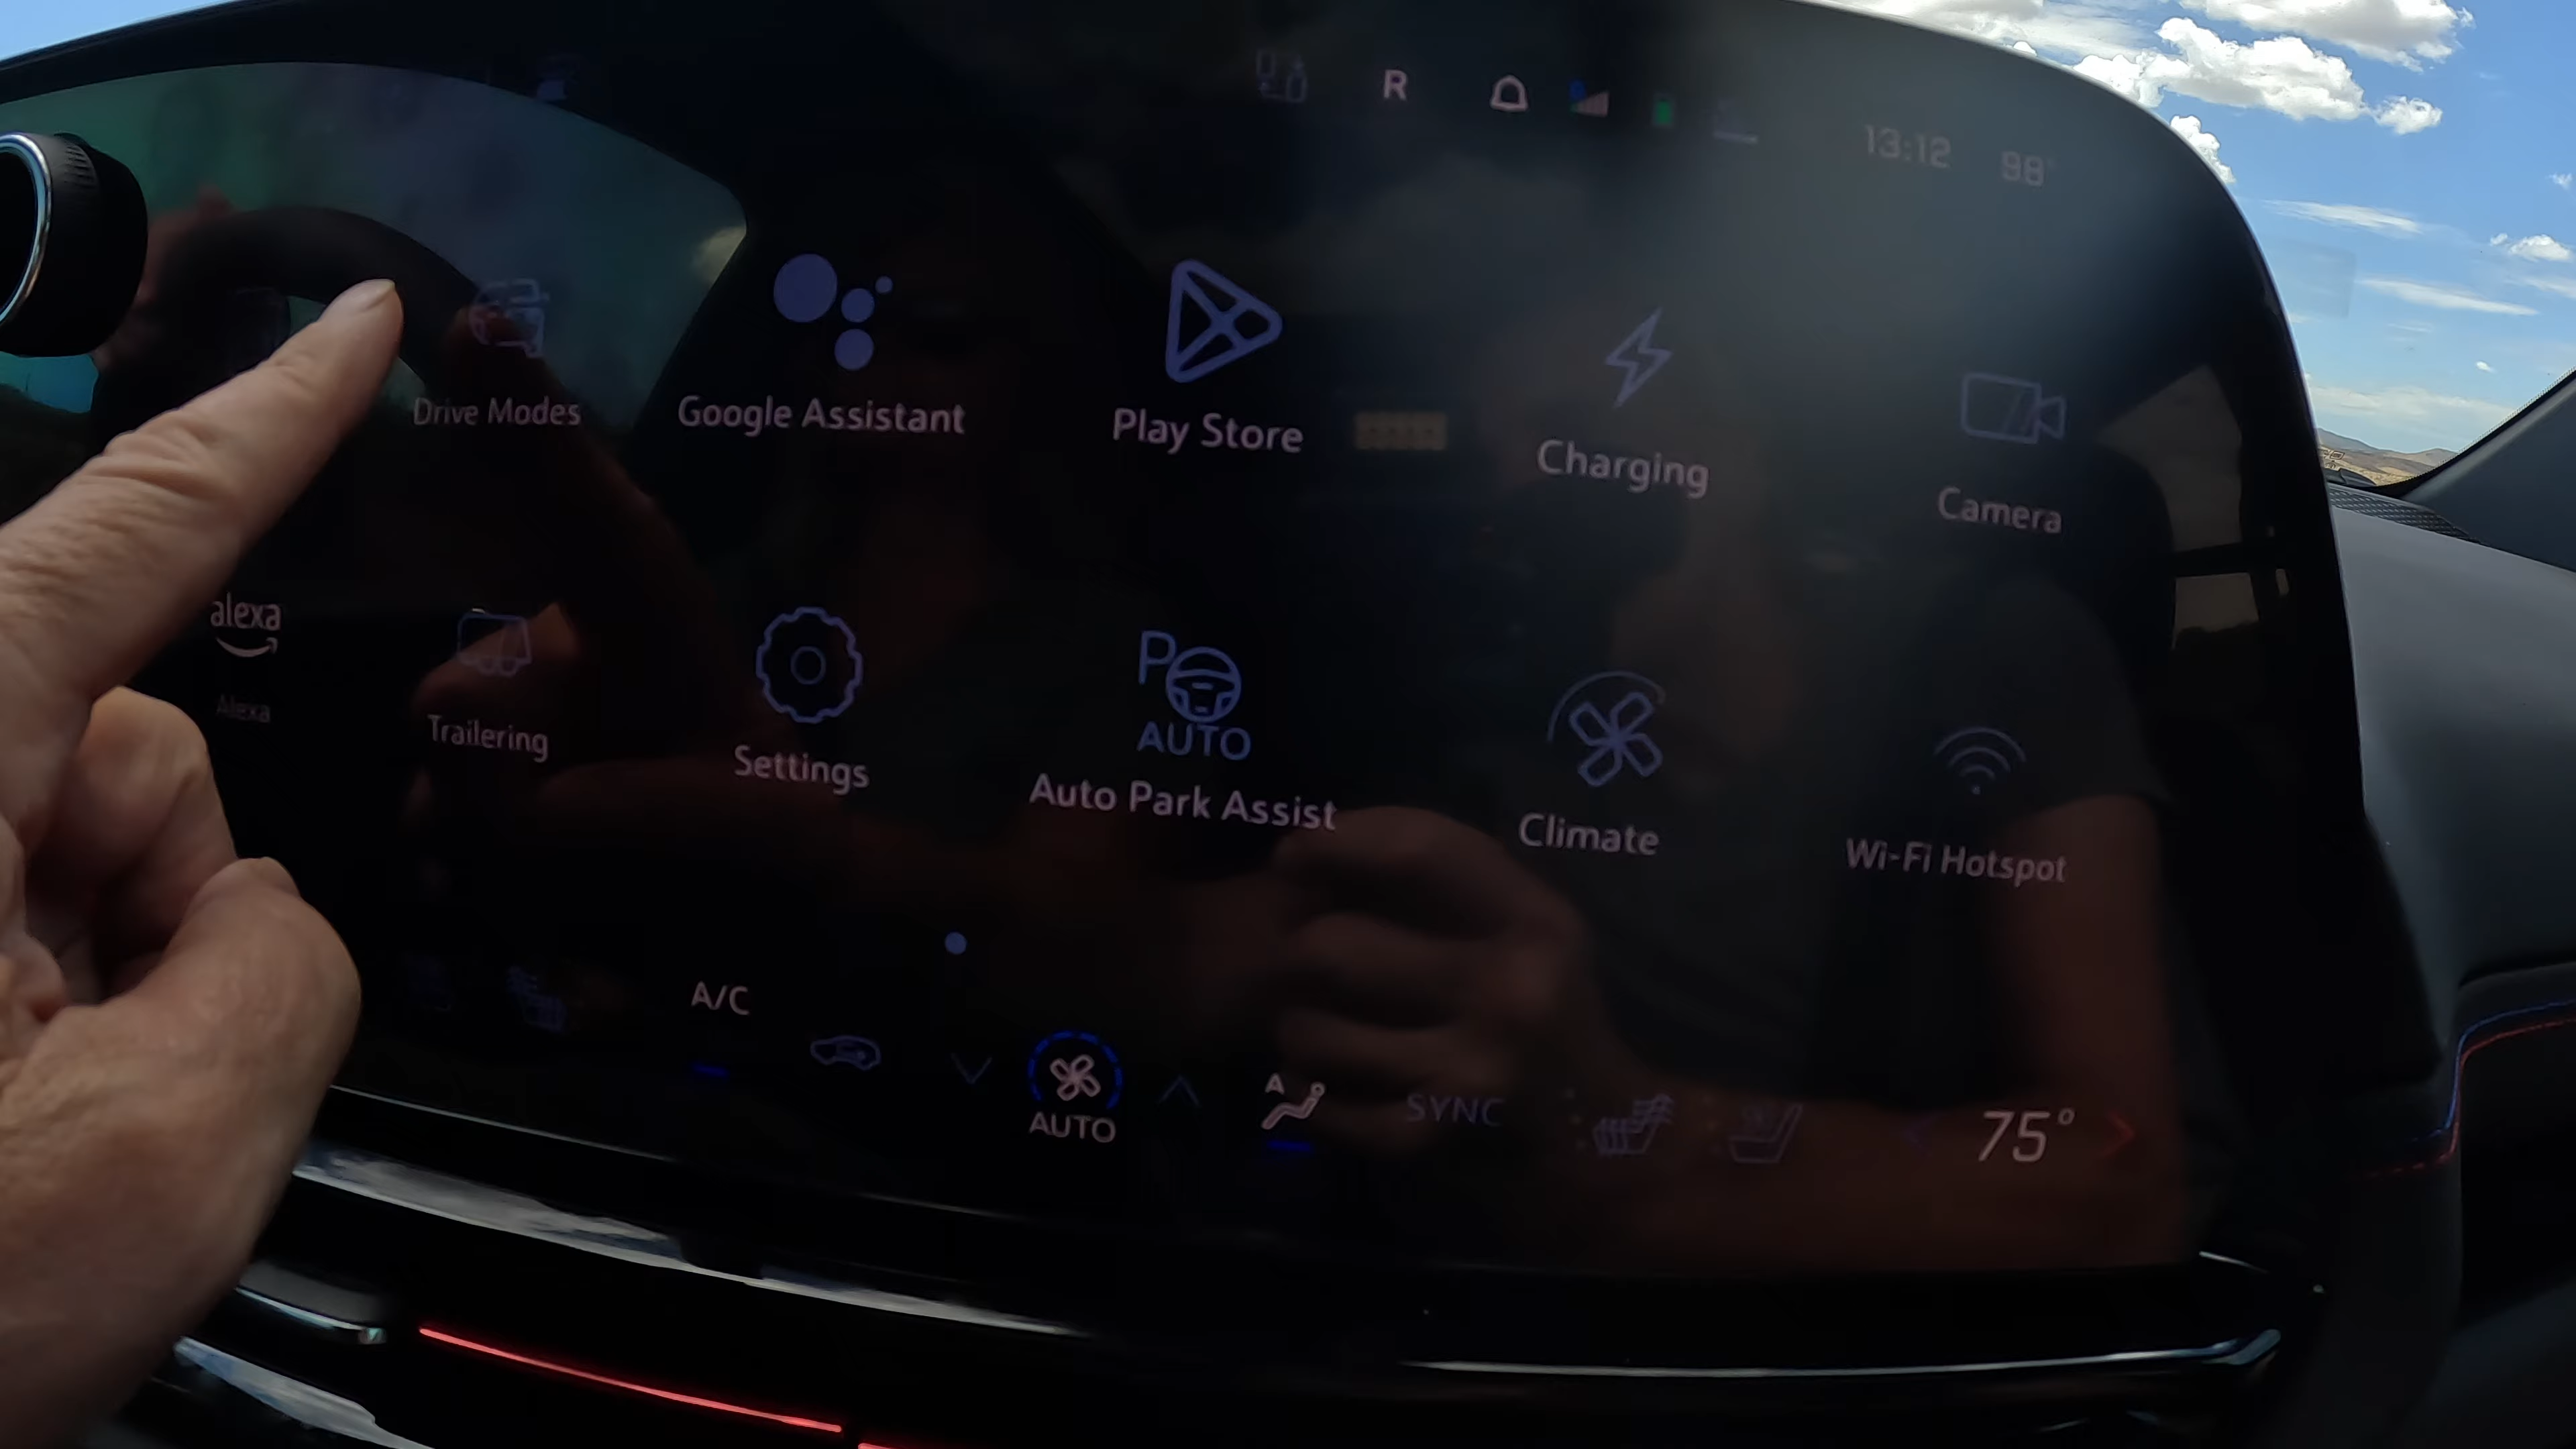 R
13:12 98°
Drive Modes
Google Assistant
Play Store
Charging
Camera
alexa
Alexa
Trailering
Settings
P
AUTO
Auto Park Assist
Climate
Wi-Fi Hotspot
A/C
AUTO
A
SYNC
75°